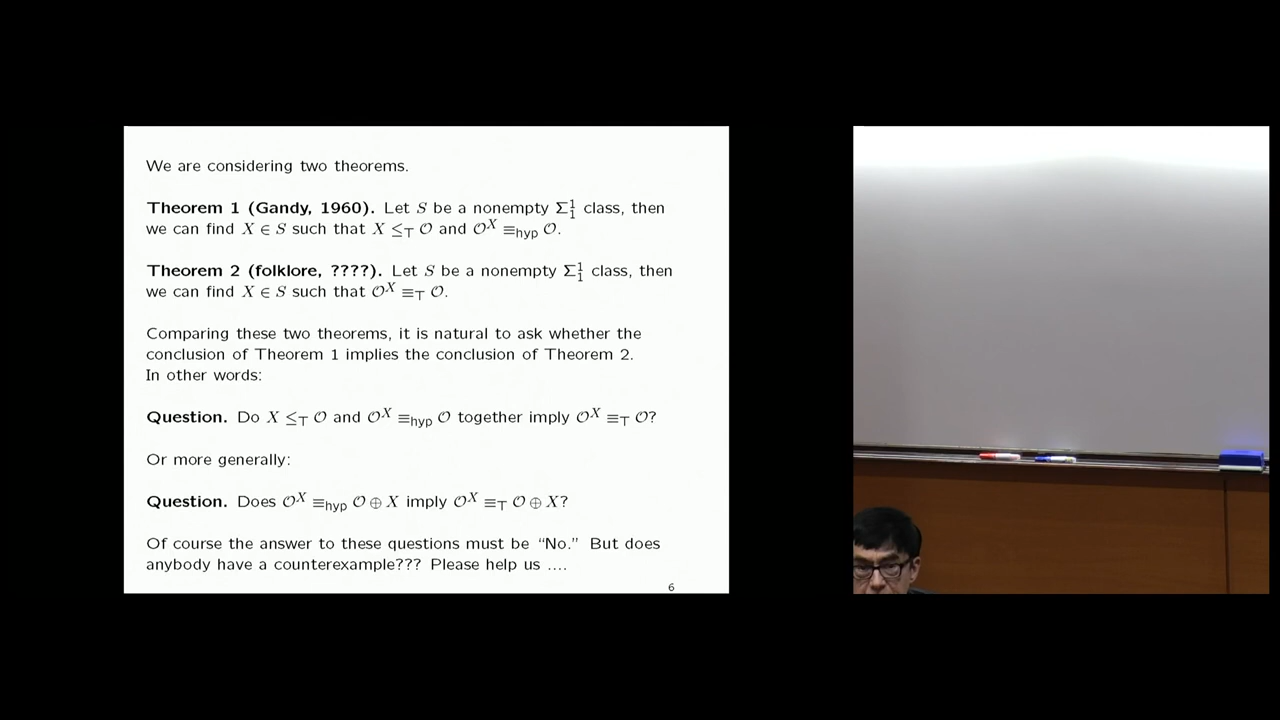 We are considering two theorems.
Theorem 1 (Gandy, 1960). Let S be a nonempty Σ¹₁ class, then
we can find X ∈ S such that X ≤_T 𝒪 and 𝒪^X ≡_hyp 𝒪.
Theorem 2 (folklore, ????). Let S be a nonempty Σ¹₁ class, then
we can find X ∈ S such that 𝒪^X ≡_T 𝒪.
Comparing these two theorems, it is natural to ask whether the
conclusion of Theorem 1 implies the conclusion of Theorem 2.
In other words:
Question. Do X ≤_T 𝒪 and 𝒪^X ≡_hyp 𝒪 together imply 𝒪^X ≡_T 𝒪?
Or more generally:
Question. Does 𝒪^X ≡_hyp 𝒪 ⊕ X imply 𝒪^X ≡_T 𝒪 ⊕ X?
Of course the answer to these questions must be “No.” But does
anybody have a counterexample??? Please help us ....
6